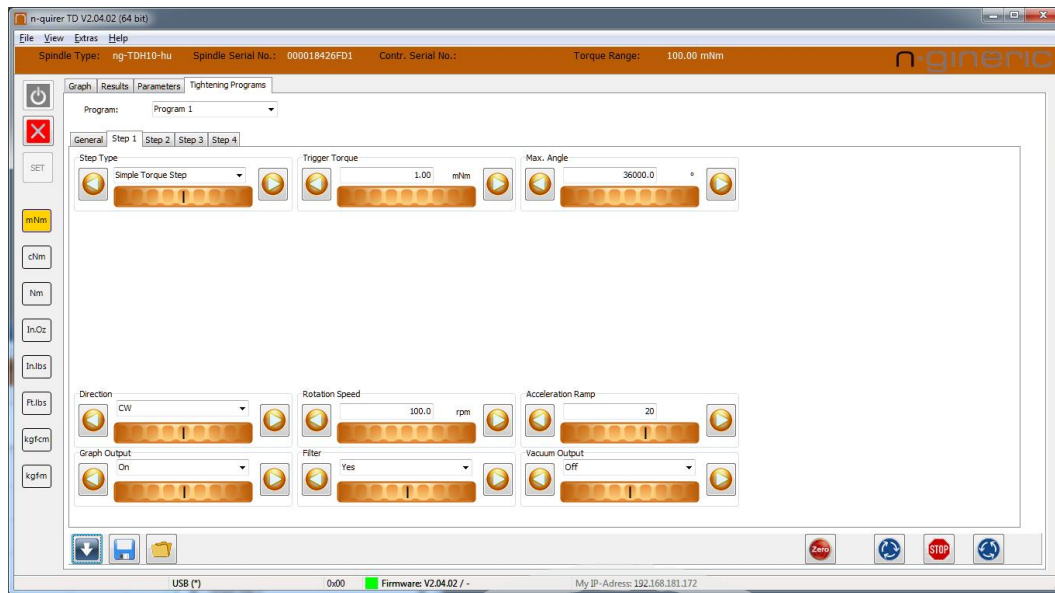 n-quirer TD V2.04.02 (64 bit)
File View Extras Help
Spindle Type: ng-TDH10-hu Spindle Serial No.: 000018426FD1 Contr. Serial No.: Torque Range: 100.00 mNm
n-gineric
Graph Results Parameters Tightening Programs
Program: Program 1
General Step 1 Step 2 Step 3 Step 4
SET
Step Type Trigger Torque Max. Angle
Simple Torque Step 1.00 mNm 36000.0 °
mNm
cNm
Nm
In.Oz
In.lbs
Ft.lbs
kgfcm
kgfm
Direction Rotation Speed Acceleration Ramp
CW 100.0 rpm 20
Graph Output Filter Vacuum Output
On Yes Off
Zero STOP
USB (*) 0x00 Firmware: V2.04.02 / - My IP-Adress: 192.168.181.172